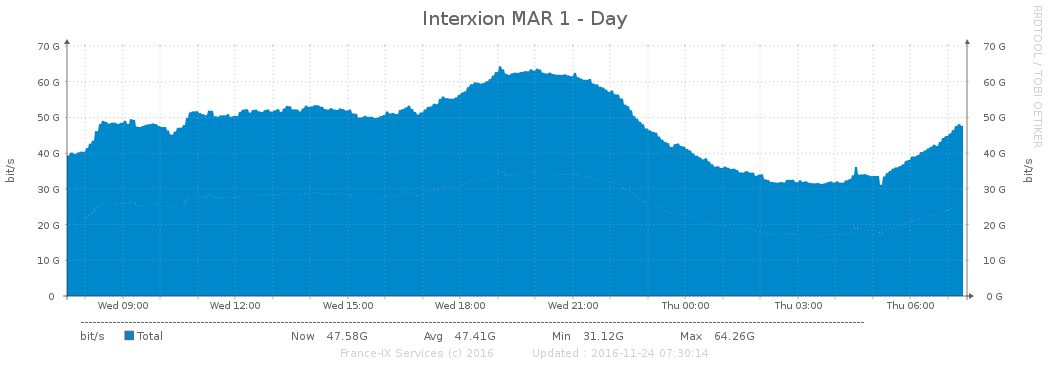 Interxion MAR 1 - Day
RRDTOOL / TOBI OETIKER
70 G 70 G
60 G 60 G
50 G 50 G
40 G 40 G
30 G 30 G
20 G 20 G
10 G 10 G
0 0 G
bit/s
bit/s
Wed 09:00 Wed 12:00 Wed 15:00 Wed 18:00 Wed 21:00 Thu 00:00 Thu 03:00 Thu 06:00
bit/s Total Now 47.58G Avg 47.41G Min 31.12G Max 64.26G
France-IX Services (c) 2016 Updated : 2016-11-24 07:30:14